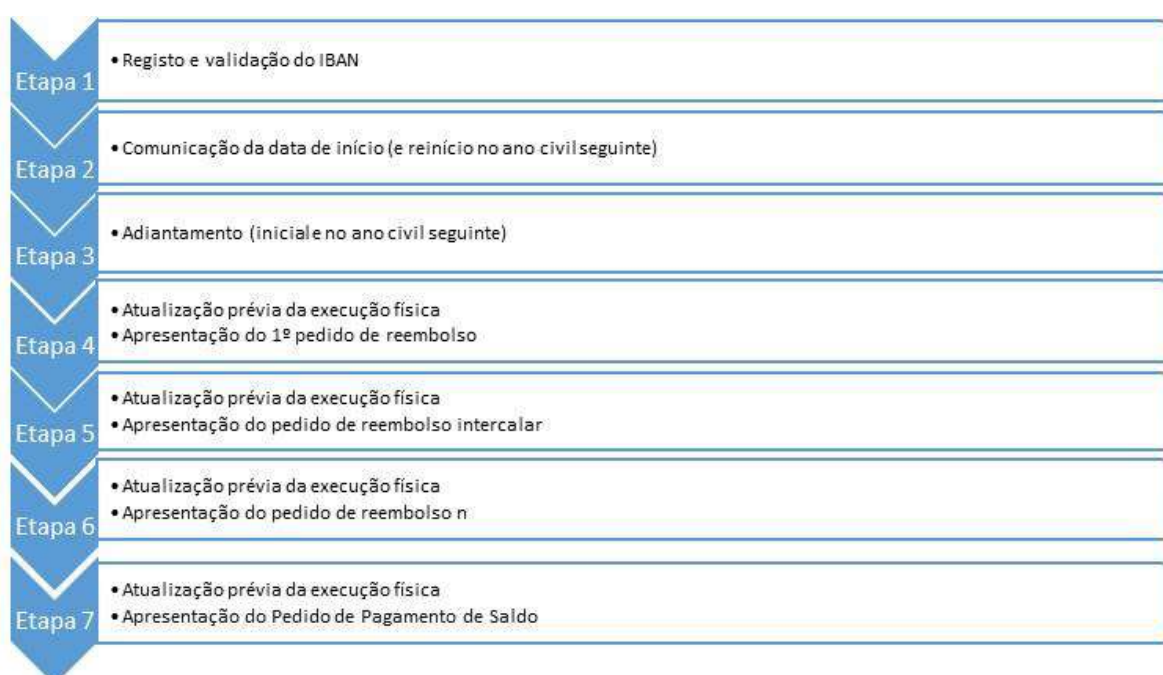 Etapa 1
• Registo e validação do IBAN
Etapa 2
• Comunicação da data de início (e reinício no ano civil seguinte)
Etapa 3
• Adiantamento (inicial e no ano civil seguinte)
Etapa 4
• Atualização prévia da execução física
• Apresentação do 1º pedido de reembolso
Etapa 5
• Atualização prévia da execução física
• Apresentação do pedido de reembolso intercalar
Etapa 6
• Atualização prévia da execução física
• Apresentação do pedido de reembolso n
Etapa 7
• Atualização prévia da execução física
• Apresentação do Pedido de Pagamento de Saldo